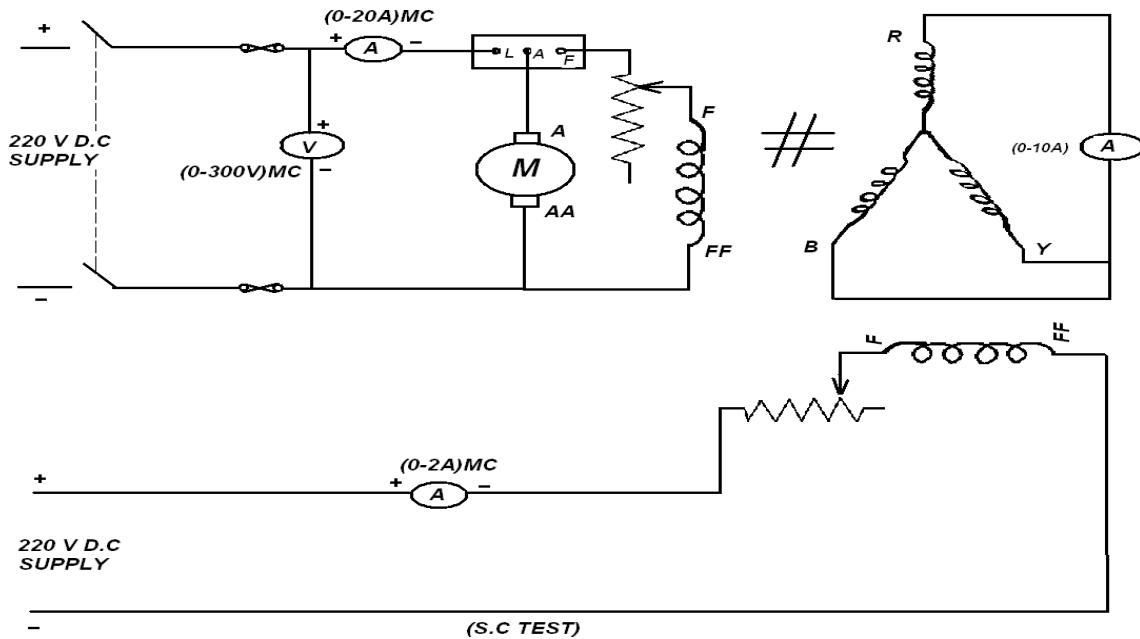 (0-20A)MC
+
+ A -
L A F
R
220 V D.C
SUPPLY
+
V
-
(0-300V)MC
A
M
AA
F
FF
(0-10A) A
B
Y
-
F
FF
(0-2A)MC
+ A -
+
220 V D.C
SUPPLY
-
(S.C TEST)